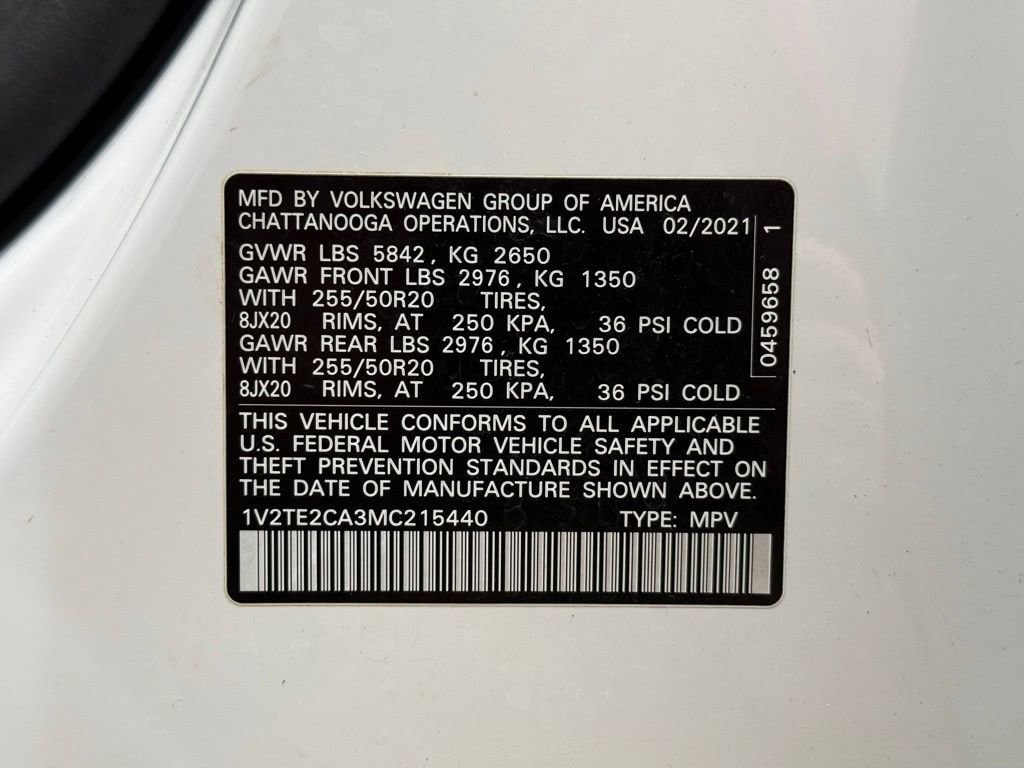 MFD BY VOLKSWAGEN GROUP OF AMERICA
CHATTANOOGA OPERATIONS, LLC. USA 02/2021
GVWR LBS 5842, KG 2650
GAWR FRONT LBS 2976, KG 1350
WITH 255/50R20 TIRES,
8JX20 RIMS, AT 250 KPA, 36 PSI COLD
GAWR REAR LBS 2976, KG 1350
WITH 255/50R20 TIRES,
8JX20 RIMS, AT 250 KPA, 36 PSI COLD
0459658 1
THIS VEHICLE CONFORMS TO ALL APPLICABLE
U.S. FEDERAL MOTOR VEHICLE SAFETY AND
THEFT PREVENTION STANDARDS IN EFFECT ON
THE DATE OF MANUFACTURE SHOWN ABOVE.
1V2TE2CA3MC215440 TYPE: MPV